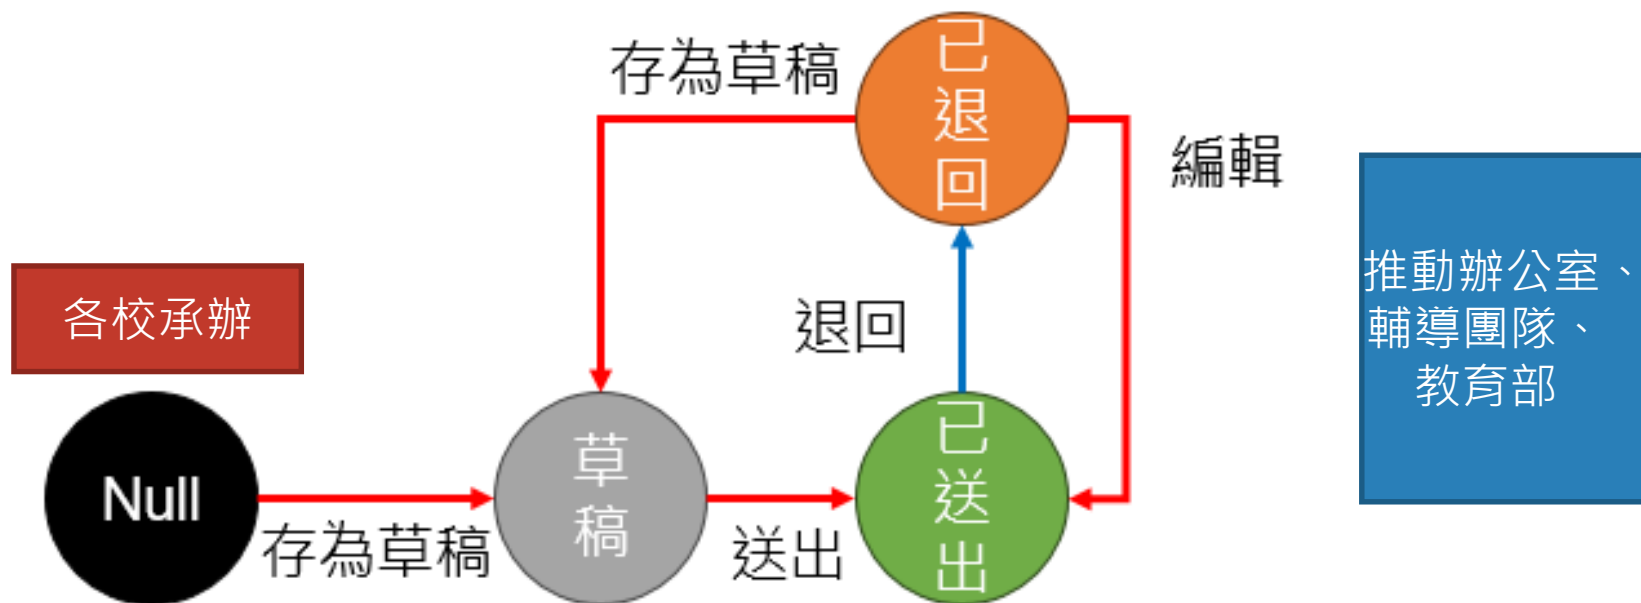 存為草稿
已
退
回
編輯
各校承辦
退回
推動辦公室、
輔導團隊、
教育部
Null
存為草稿
草
稿
送出
已
送
出